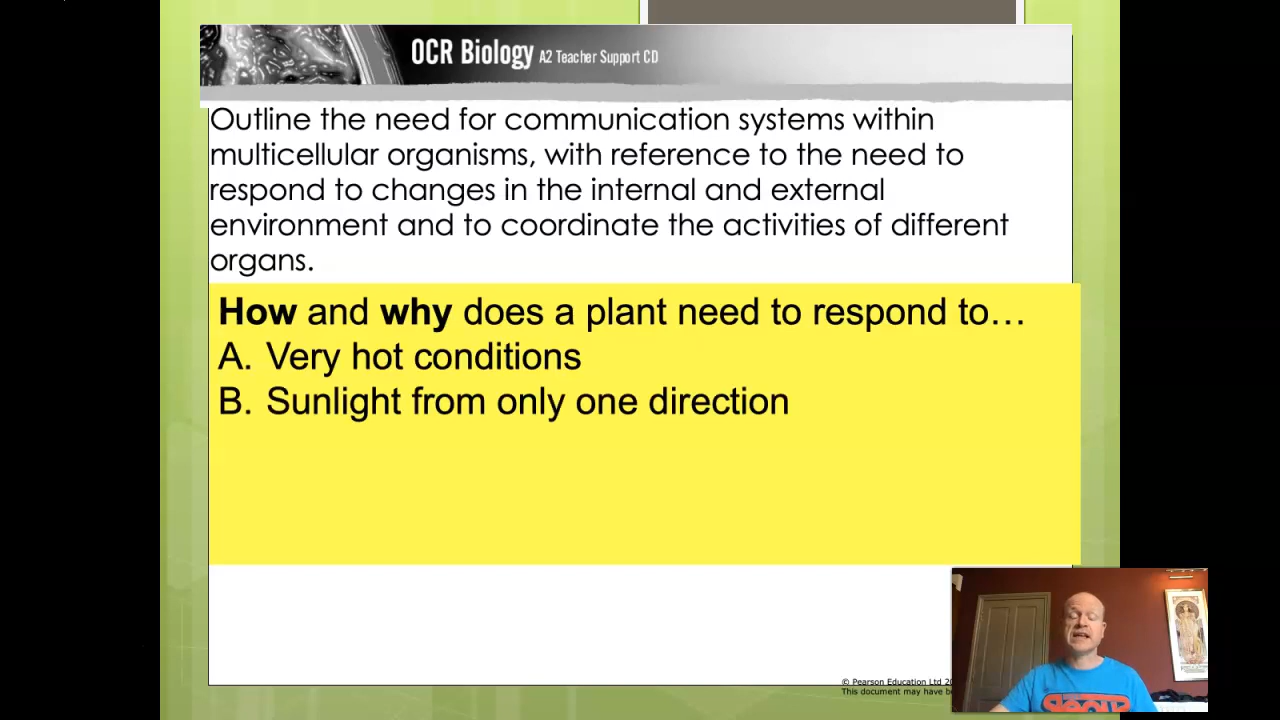 OCR Biology A2 Teacher Support CD
Outline the need for communication systems within
multicellular organisms, with reference to the need to
respond to changes in the internal and external
environment and to coordinate the activities of different
organs.
How and why does a plant need to respond to…
A. Very hot conditions
B. Sunlight from only one direction
© Pearson Education Ltd
This document may have